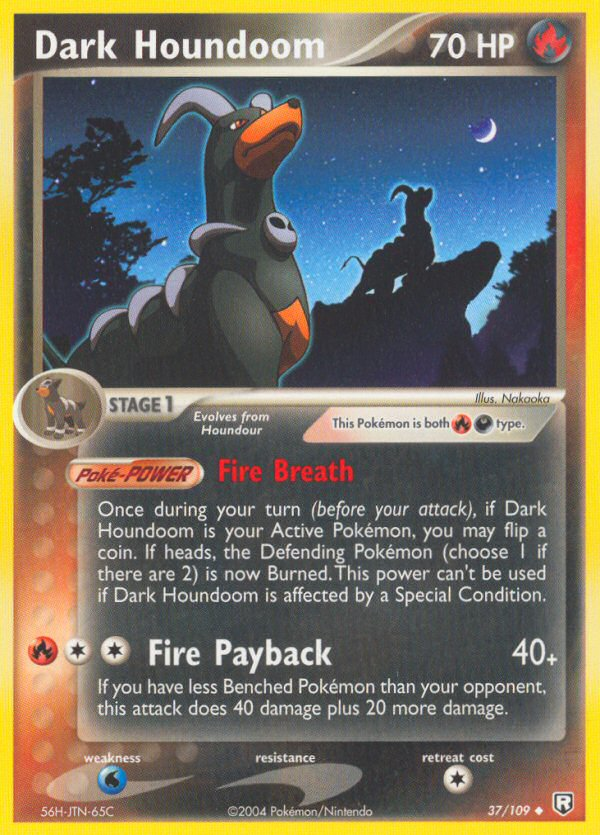 Dark Houndoom 70 HP
Illus. Nakaoka
STAGE 1
Evolves from
Houndour
This Pokémon is both type.
Poké-POWER Fire Breath
Once during your turn (before your attack), if Dark
Houndoom is your Active Pokémon, you may flip a
coin. If heads, the Defending Pokémon (choose 1 if
there are 2) is now Burned. This power can't be used
if Dark Houndoom is affected by a Special Condition.
Fire Payback 40+
If you have less Benched Pokémon than your opponent,
this attack does 40 damage plus 20 more damage.
weakness resistance retreat cost
56H-JTN-65C ©2004 Pokémon/Nintendo 37/109 R